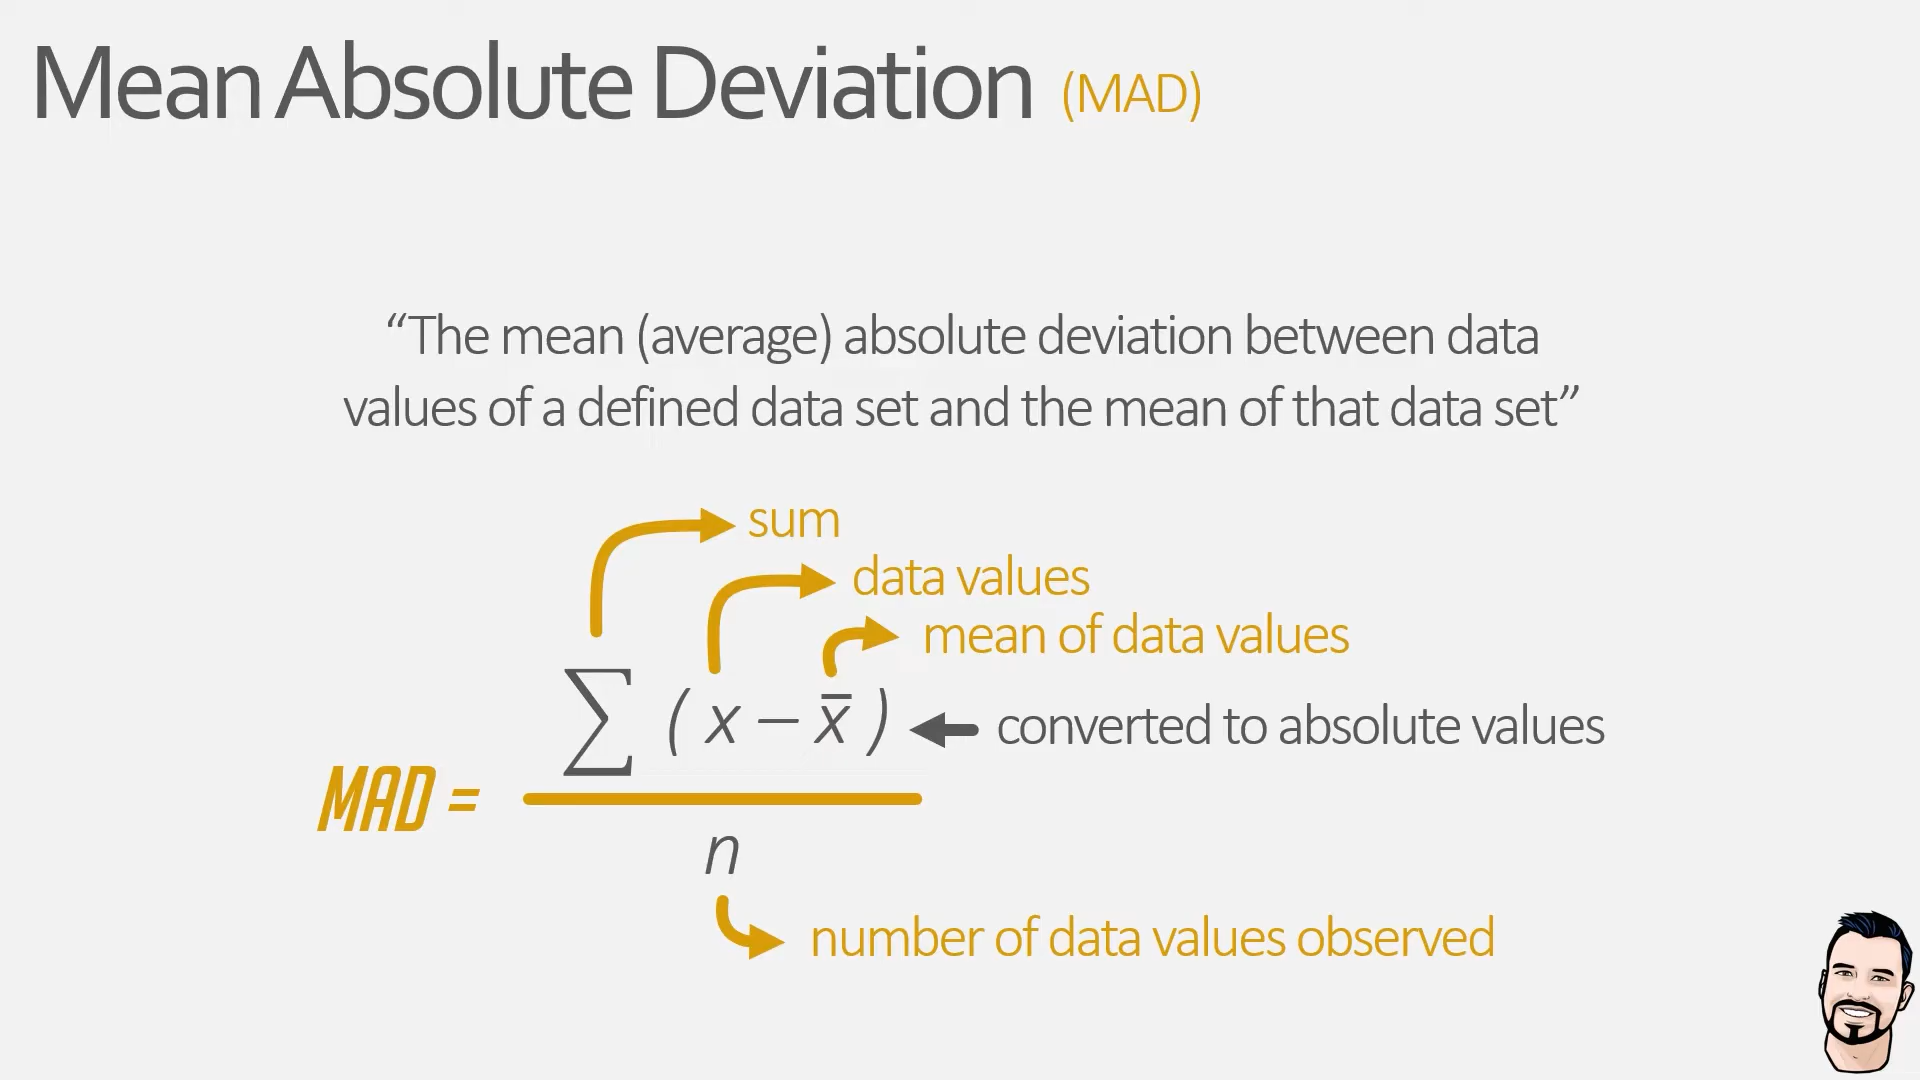 Mean Absolute Deviation (MAD)
“The mean (average) absolute deviation between data
values of a defined data set and the mean of that data set”
sum
data values
mean of data values
∑ ( x – x̄ )
converted to absolute values
MAD =
n
number of data values observed